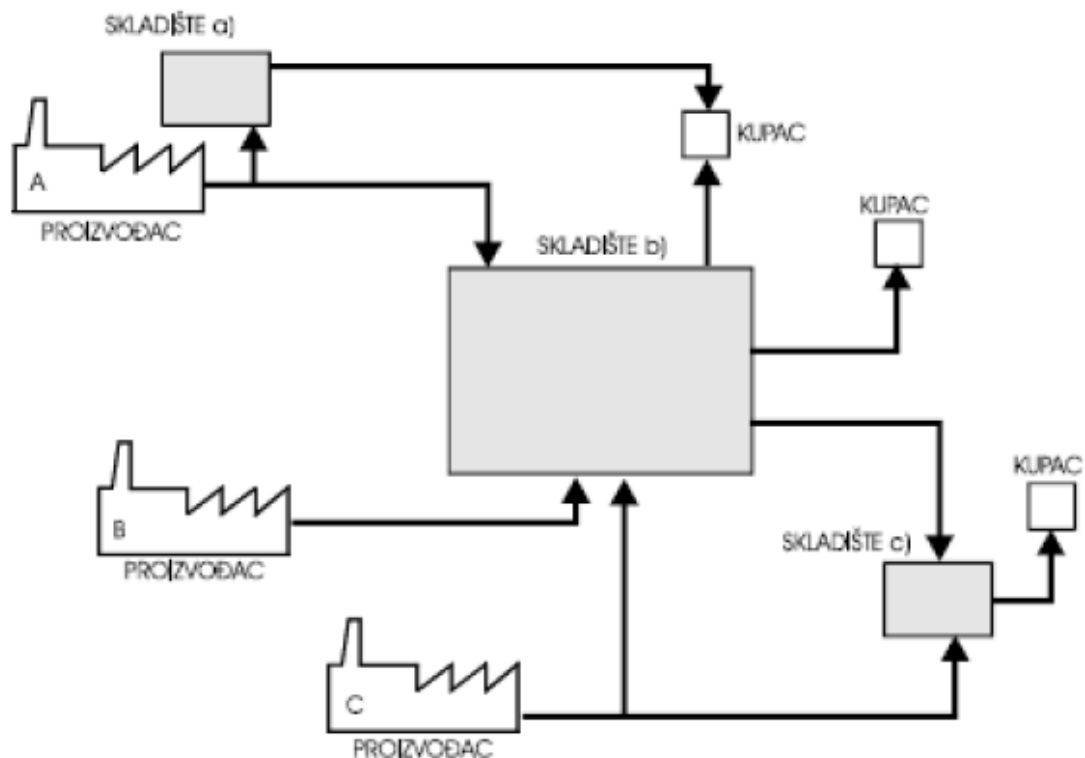 SKLADIŠTE a)
KUPAC
A
PROIZVOĐAC
KUPAC
SKLADIŠTE b)
KUPAC
B
SKLADIŠTE c)
PROIZVOĐAC
C
PROIZVOĐAC